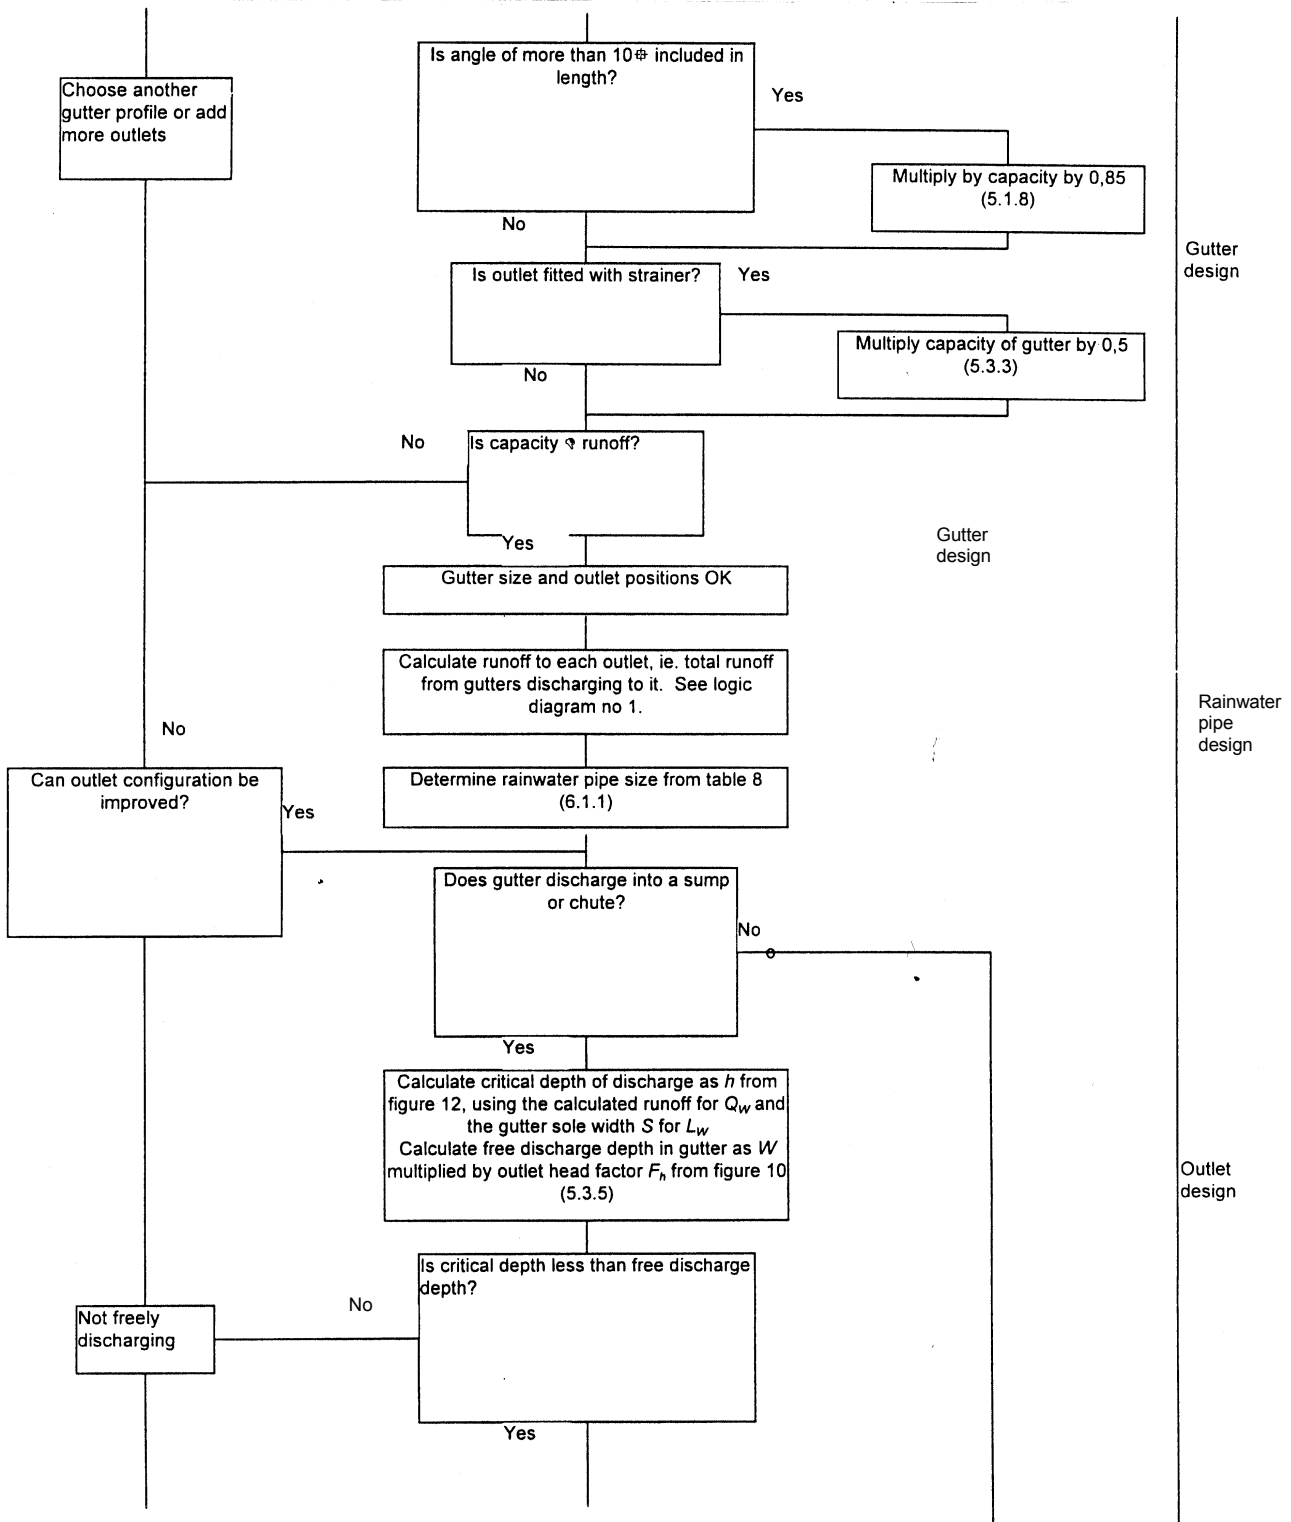 Is angle of more than 10⌖ included in
length?
Choose another
gutter profile or add
more outlets
Yes
Multiply by capacity by 0,85
(5.1.8)
No
Gutter
design
Is outlet fitted with strainer?
Yes
Multiply capacity of gutter by 0,5
(5.3.3)
No
No
Is capacity runoff?
Yes
Gutter
design
Gutter size and outlet positions OK
Calculate runoff to each outlet, ie. total runoff
from gutters discharging to it. See logic
diagram no 1.
Rainwater
pipe
design
No
Can outlet configuration be
improved?
Yes
Determine rainwater pipe size from table 8
(6.1.1)
Does gutter discharge into a sump
or chute?
No
Yes
Calculate critical depth of discharge as h from
figure 12, using the calculated runoff for Qw and
the gutter sole width S for Lw
Calculate free discharge depth in gutter as W
multiplied by outlet head factor Fh from figure 10
(5.3.5)
Outlet
design
Is critical depth less than free discharge
depth?
No
Not freely
discharging
Yes